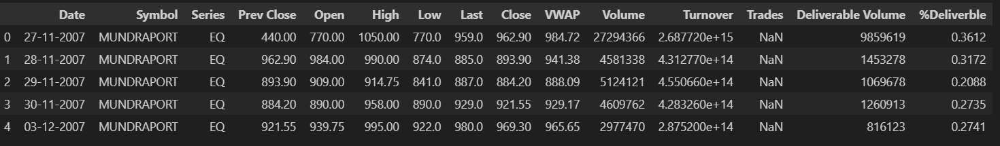 Date Symbol Series Prev Close Open High Low Last Close VWAP Volume Turnover Trades Deliverable Volume %Deliverble
0 27-11-2007 MUNDRAPORT EQ 440.00 770.00 1050.00 770.0 959.0 962.90 984.72 27294366 2.687720e+15 NaN 9859619 0.3612
1 28-11-2007 MUNDRAPORT EQ 962.90 984.00 990.00 874.0 885.0 893.90 941.38 4581338 4.312770e+14 NaN 1453278 0.3172
2 29-11-2007 MUNDRAPORT EQ 893.90 909.00 914.75 841.0 887.0 884.20 888.09 5124121 4.550660e+14 NaN 1069678 0.2088
3 30-11-2007 MUNDRAPORT EQ 884.20 890.00 958.00 890.0 929.0 921.55 929.17 4609762 4.283260e+14 NaN 1260913 0.2735
4 03-12-2007 MUNDRAPORT EQ 921.55 939.75 995.00 922.0 980.0 969.30 965.65 2977470 2.875200e+14 NaN 816123 0.2741